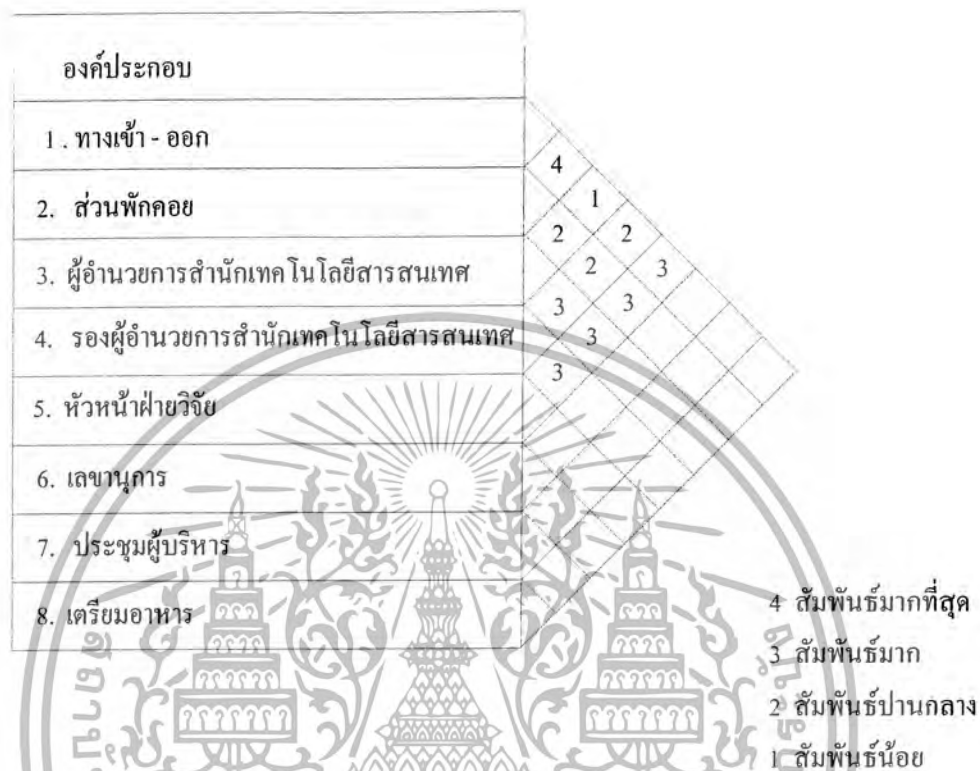 องค์ประกอบ
1 . ทางเข้า - ออก
2. ส่วนพักคอย
3. ผู้อำนวยการสำนักเทคโนโลยีสารสนเทศ
4. รองผู้อำนวยการสำนักเทคโนโลยีสารสนเทศ
5. หัวหน้าฝ่ายวิจัย
6. เลขานุการ
7. ประชุมผู้บริหาร
8. เตรียมอาหาร
4
1
2
2
3
2
3
3
3
3
4 สัมพันธ์มากที่สุด
3 สัมพันธ์มาก
2 สัมพันธ์ปานกลาง
1 สัมพันธ์น้อย